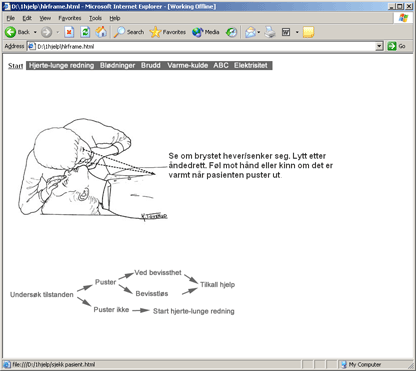 D:\1hjelp\hlrframe.html - Microsoft Internet Explorer - [Working Offline]
File Edit View Favorites Tools Help
Back Search Favorites Media
Address D:\1hjelp\hlrframe.html Go
Start Hjerte-lunge redning Blødninger Brudd Varme-kulde ABC Elektrisitet
Se om brystet hever/senker seg. Lytt etter
åndedrett. Føl mot hånd eller kinn om det er
varmt når pasienten puster ut
Ved bevissthet
Puster
Tilkall hjelp
Undersøk tilstanden
Bevisstløs
Puster ikke
Start hjerte-lunge redning
file:///D:/1hjelp/sjekk pasient.html My Computer